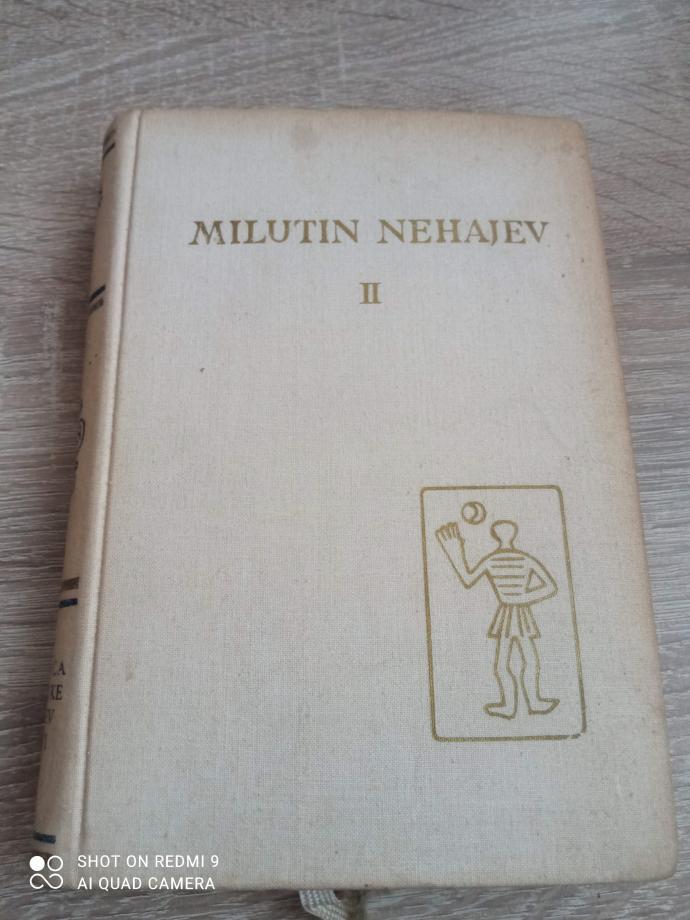 MILUTIN NEHAJEV
II
SHOT ON REDMI 9
AI QUAD CAMERA